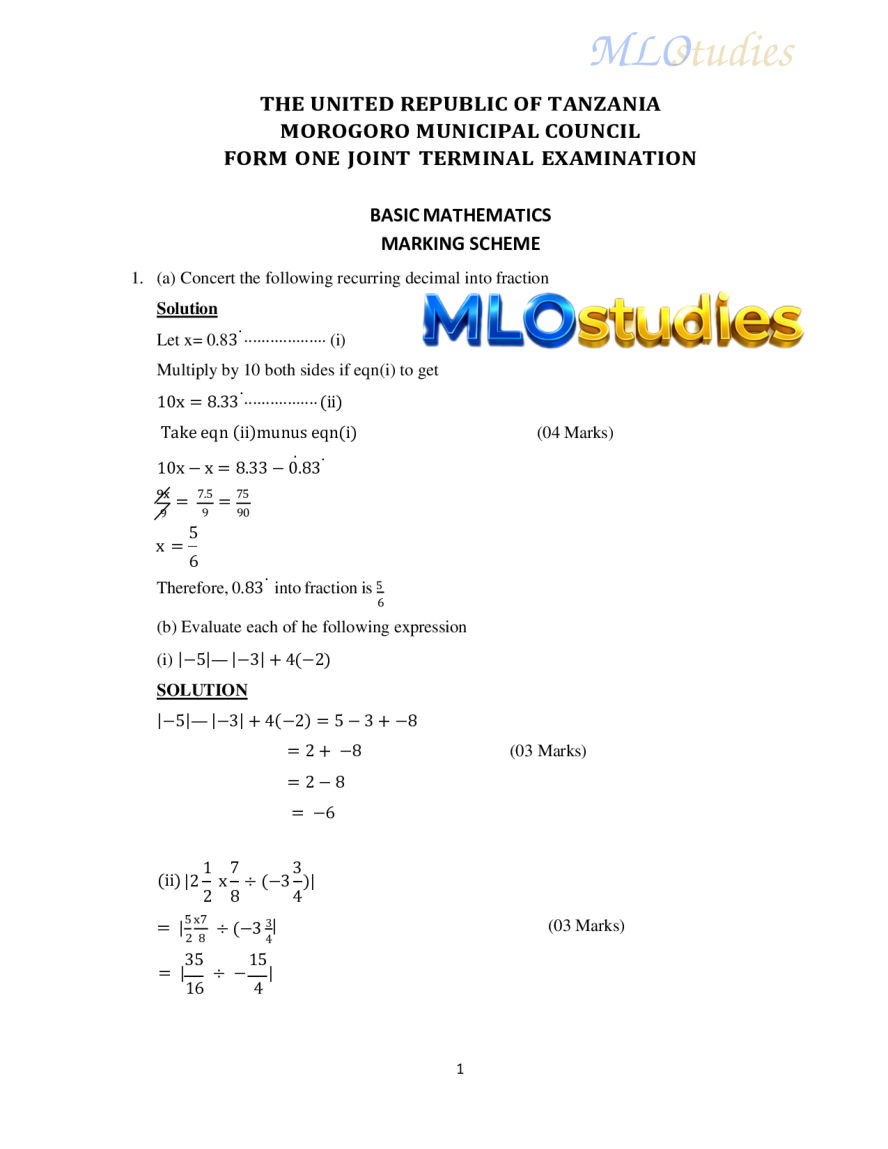 MLOstudies
THE UNITED REPUBLIC OF TANZANIA
MOROGORO MUNICIPAL COUNCIL
FORM ONE JOINT TERMINAL EXAMINATION
BASIC MATHEMATICS
MARKING SCHEME
1. (a) Concert the following recurring decimal into fraction
Solution
MLOstudies
Let x= 0.83̇ ................... (i)
Multiply by 10 both sides if eqn(i) to get
10x = 8.33̇ ................. (ii)
Take eqn (ii)munus eqn(i) (04 Marks)
10x − x = 8.33̇ − 0.83̇
9x/9 = 7.5/9 = 75/90
x = 5/6
Therefore, 0.83̇ into fraction is 5/6
(b) Evaluate each of he following expression
(i) |−5|— |−3| + 4(−2)
SOLUTION
|−5|— |−3| + 4(−2) = 5 − 3 + −8
= 2 + −8 (03 Marks)
= 2 − 8
= −6
(ii) |2 1/2 x 7/8 ÷ (−3 3/4)|
= |5/2 x 7/8 ÷ (−3 3/4| (03 Marks)
= |35/16 ÷ − 15/4|
1